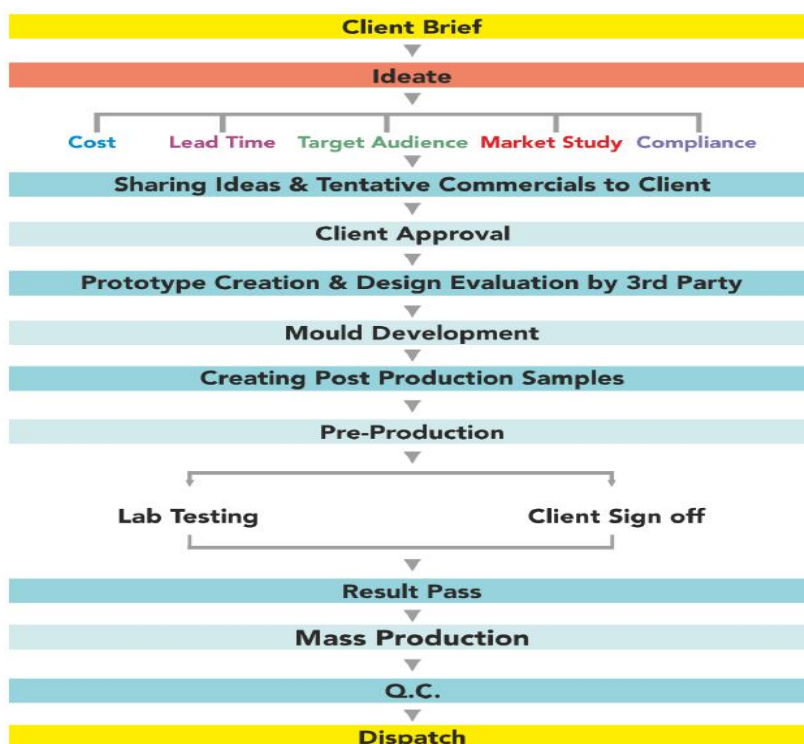 Client Brief
Ideate
Cost Lead Time Target Audience Market Study Compliance
Sharing Ideas & Tentative Commercials to Client
Client Approval
Prototype Creation & Design Evaluation by 3rd Party
Mould Development
Creating Post Production Samples
Pre-Production
Lab Testing Client Sign off
Result Pass
Mass Production
Q.C.
Dispatch